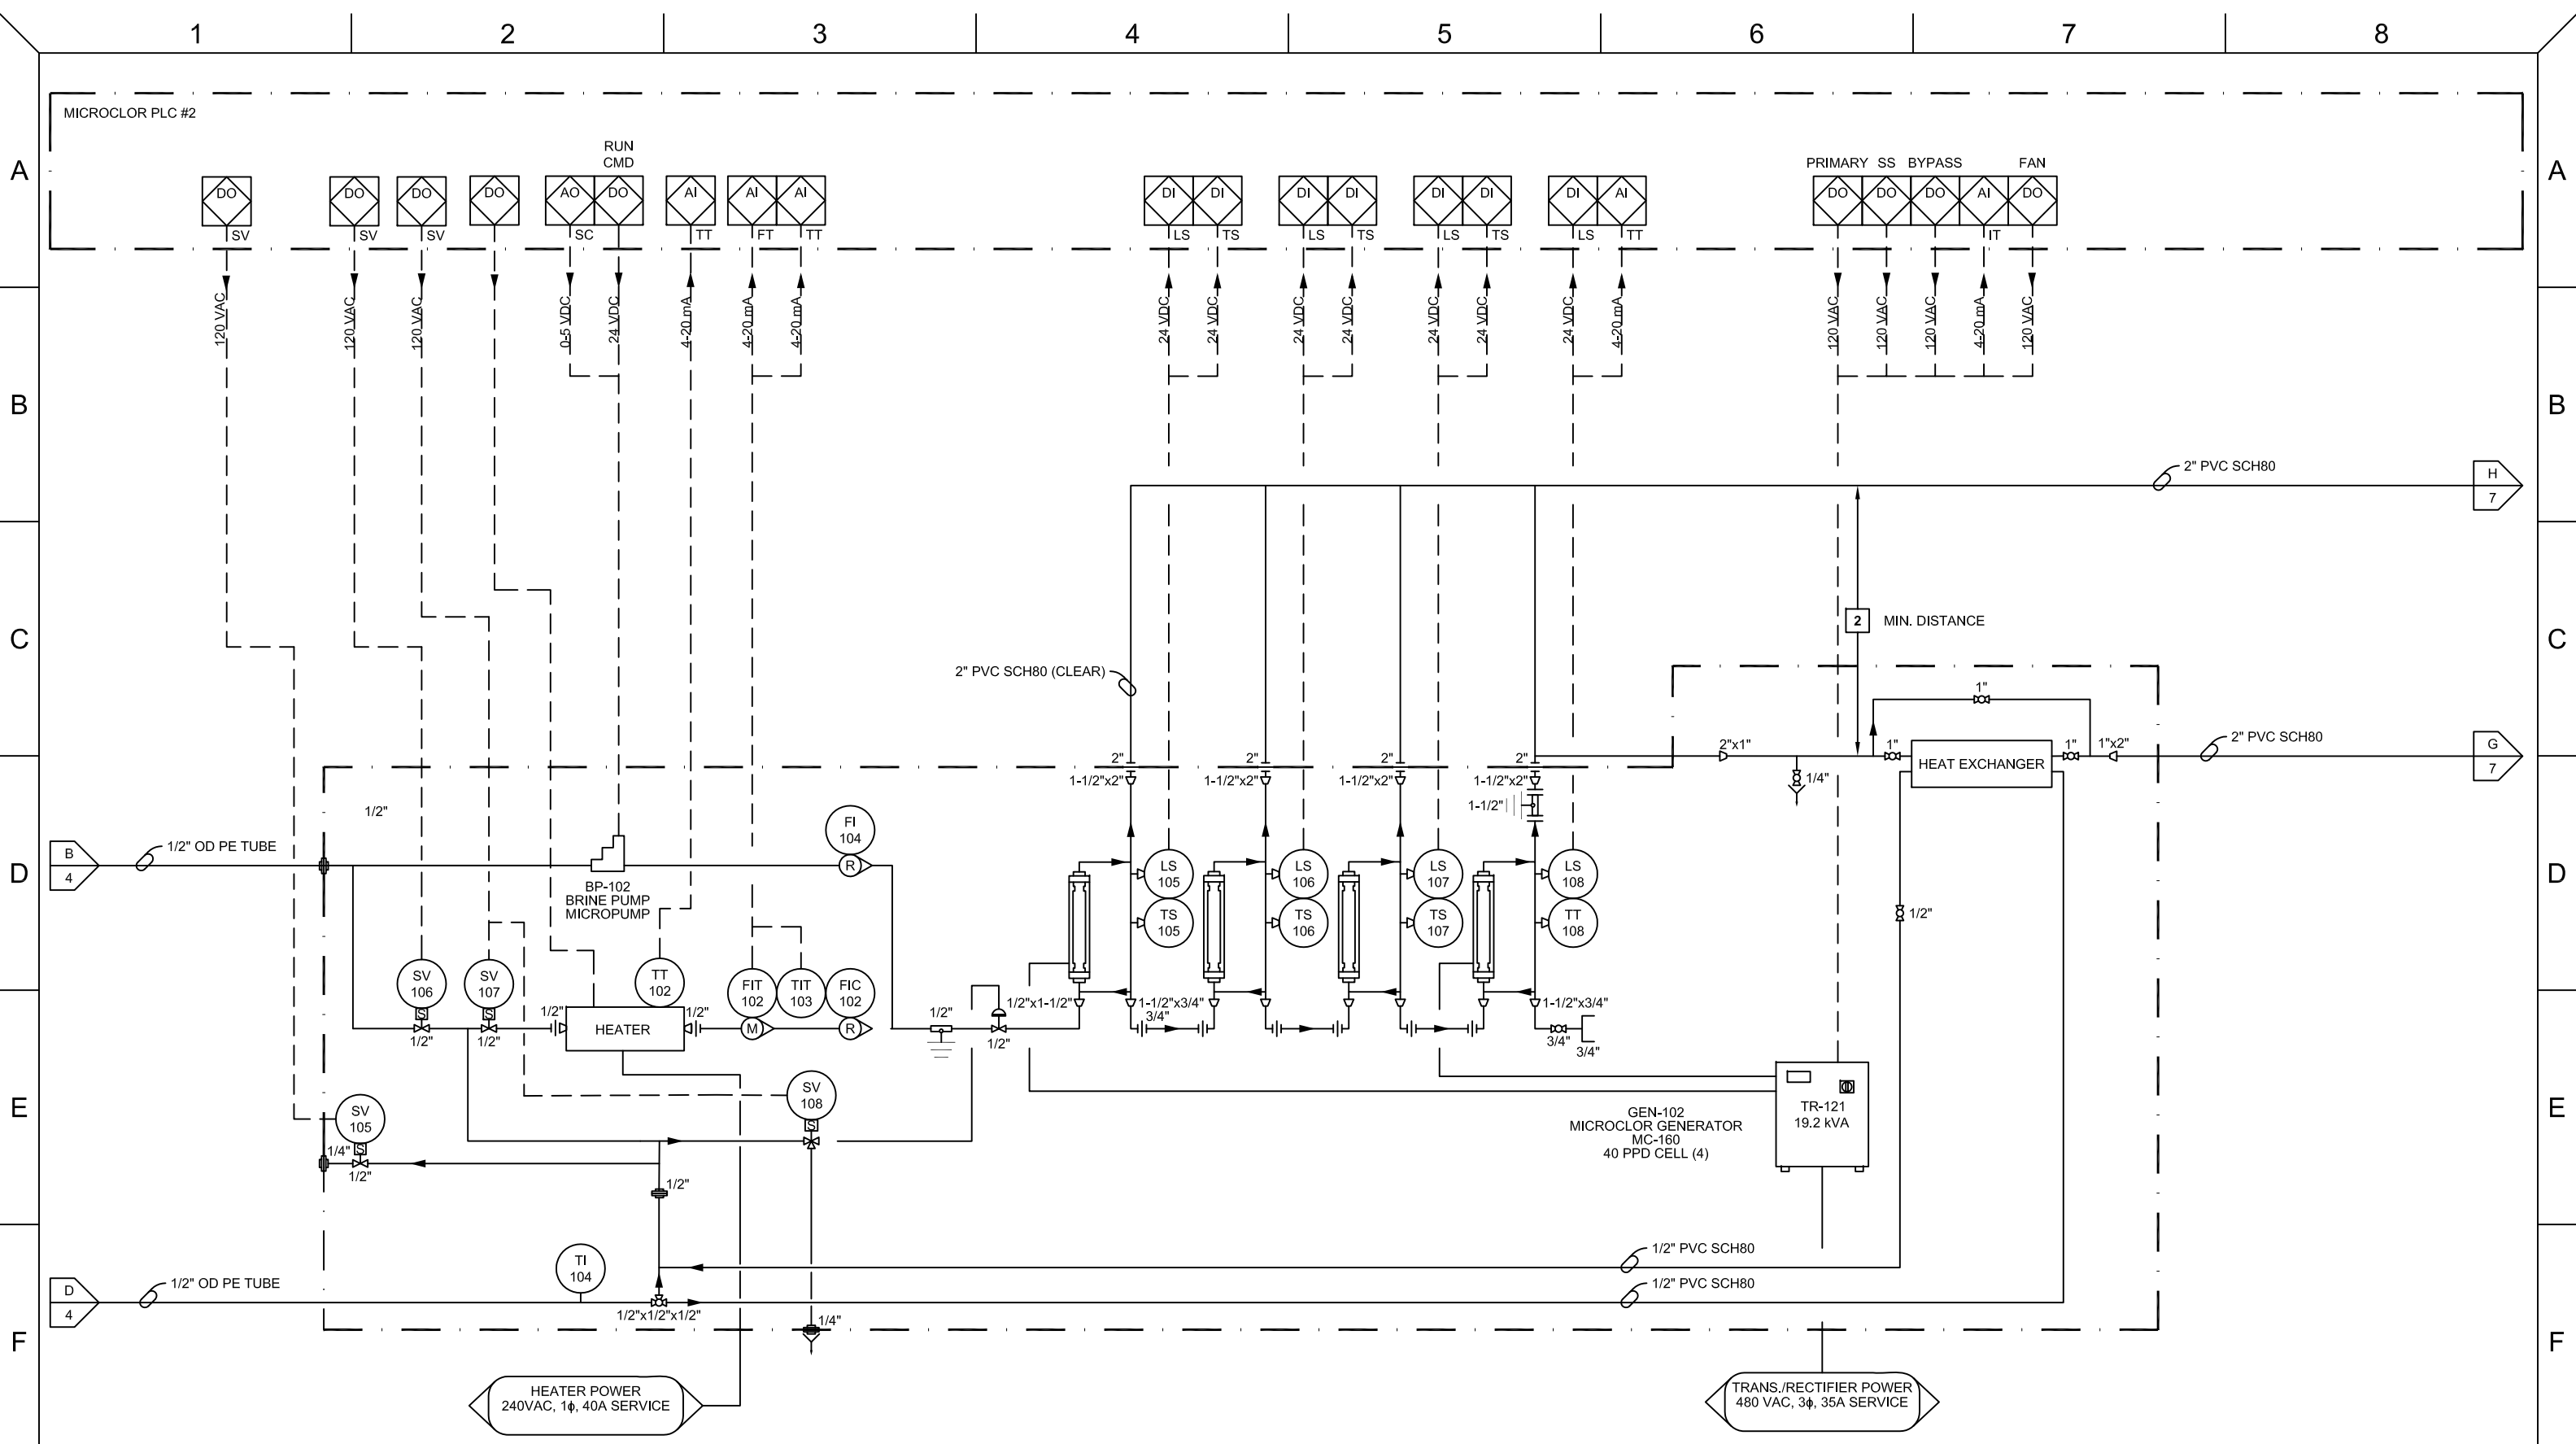 1 2 3 4 5 6 7 8
A A
B B
C C
D D
E E
F F
MICROCLOR PLC #2
RUN
CMD
PRIMARY SS BYPASS FAN
DO DO DO DO AO DO AI AI AI DI DI DI DI DI DI DI AI DO DO DO AI DO
SV SV SV SC TT FT TT LS TS LS TS LS TS LS TT IT
120 VAC 120 VAC 120 VAC 0-5 VDC 24 VDC 4-20 mA 4-20 mA 4-20 mA 24 VDC 24 VDC 24 VDC 24 VDC 24 VDC 24 VDC 24 VDC 4-20 mA 120 VAC 120 VAC 120 VAC 4-20 mA 120 VAC
2" PVC SCH80
H
7
2 MIN. DISTANCE
2" PVC SCH80 (CLEAR)
1"
2" 2" 2" 2" 2"x1" 1" 1" 1"x2"
2" PVC SCH80
G
7
1-1/2"x2" 1-1/2"x2" 1-1/2"x2" 1-1/2"x2"
HEAT EXCHANGER
1/4"
1-1/2"
1/2"
FI
104
R
B
4
1/2" OD PE TUBE
BP-102
BRINE PUMP
MICROPUMP
LS
105
TS
105
LS
106
TS
106
LS
107
TS
107
LS
108
TT
108
1/2"
SV
106
S
1/2"
SV
107
S
1/2"
1/2"
HEATER
TT
102
1/2"
FIT
102
M
TIT
103
FIC
102
R
1/2"
1/2"
1/2"x1-1/2"
1-1/2"x3/4"
3/4"
1-1/2"x3/4"
3/4"
3/4"
SV
108
S
SV
105
S
1/4"
1/2"
1/2"
GEN-102
MICROCLOR GENERATOR
MC-160
40 PPD CELL (4)
TR-121
19.2 kVA
1/2" PVC SCH80
TI
104
D
4
1/2" OD PE TUBE
1/2"x1/2"x1/2"
1/2" PVC SCH80
1/4"
HEATER POWER
240VAC, 1ϕ, 40A SERVICE
TRANS./RECTIFIER POWER
480 VAC, 3ϕ, 35A SERVICE